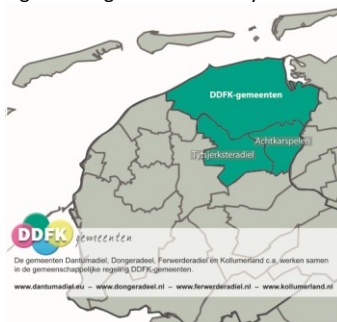 DDFK-gemeenten
Achtkarspelen
Tytsjerksteradiel
DDFK gemeenten
De gemeenten Dantumadiel, Dongeradeel, Ferwerderadiel en Kollumerland c.a. werken samen
in de gemeenschappelijke regeling DDFK-gemeenten.
www.dantumadiel.eu – www.dongeradeel.nl – www.ferwerderadiel.nl – www.kollumerland.nl